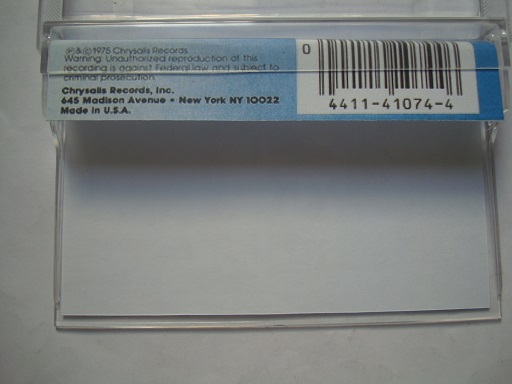 ℗&©1975 Chrysalis Records
Warning: Unauthorized reproduction of this
recording is against Federal law and subject to
criminal prosecution.
Chrysalis Records, Inc.
645 Madison Avenue • New York NY 10022
Made in U.S.A.
0
4411-41074-4